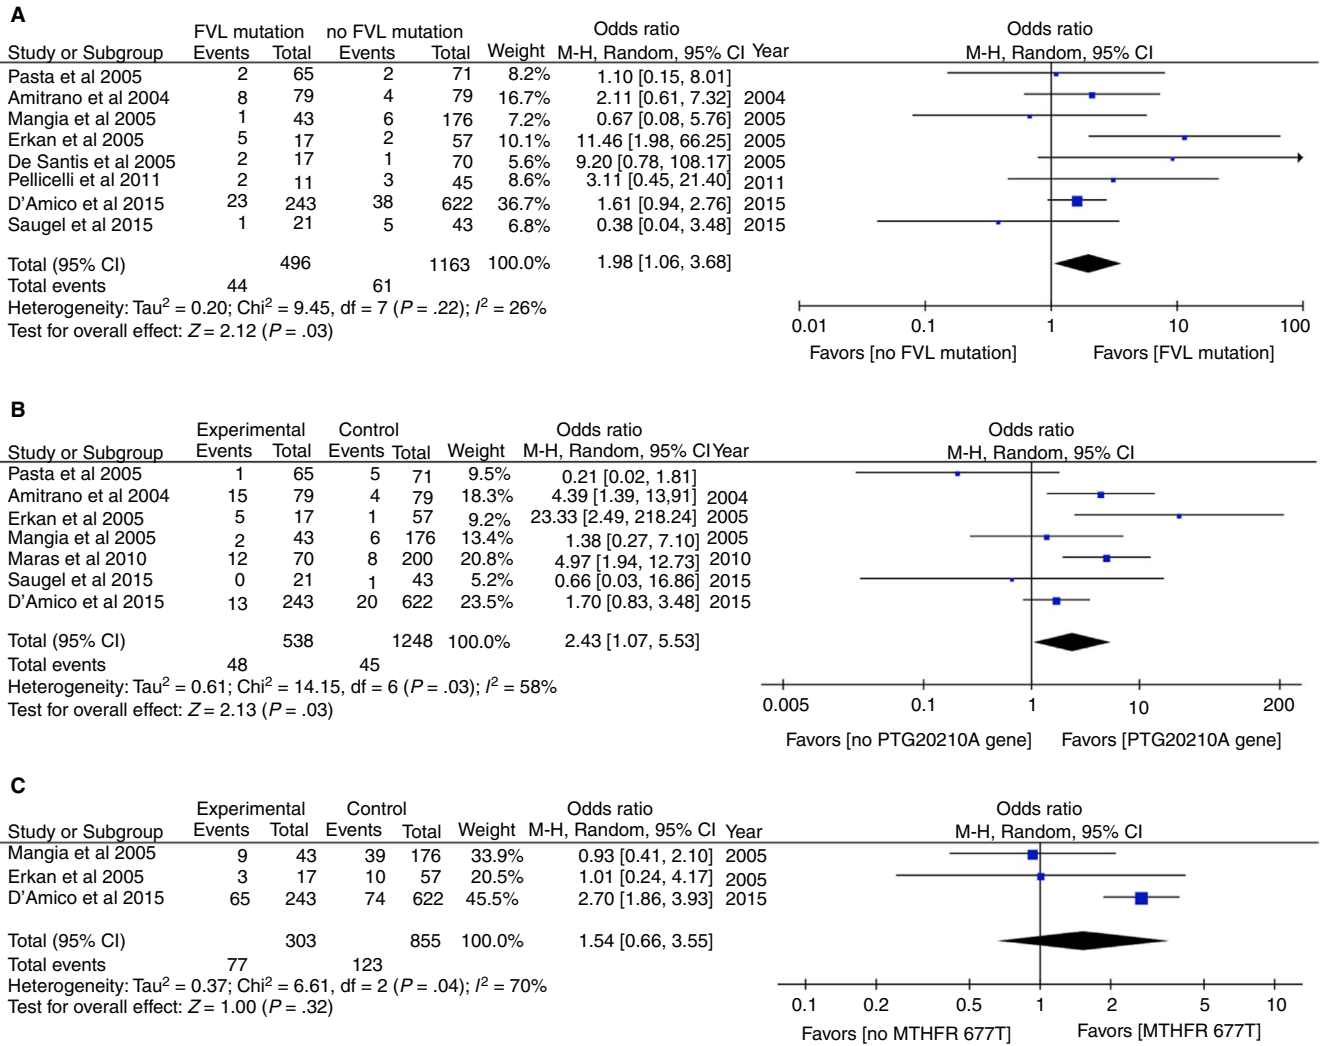 A
FVL mutation no FVL mutation Odds ratio Odds ratio
Study or Subgroup Events Total Events Total Weight M-H, Random, 95% CI Year M-H, Random, 95% CI
Pasta et al 2005 2 65 2 71 8.2% 1.10 [0.15, 8.01]
Amitrano et al 2004 8 79 4 79 16.7% 2.11 [0.61, 7.32] 2004
Mangia et al 2005 1 43 6 176 7.2% 0.67 [0.08, 5.76] 2005
Erkan et al 2005 5 17 2 57 10.1% 11.46 [1.98, 66.25] 2005
De Santis et al 2005 2 17 1 70 5.6% 9.20 [0.78, 108.17] 2005
Pellicelli et al 2011 2 11 3 45 8.6% 3.11 [0.45, 21.40] 2011
D'Amico et al 2015 23 243 38 622 36.7% 1.61 [0.94, 2.76] 2015
Saugel et al 2015 1 21 5 43 6.8% 0.38 [0.04, 3.48] 2015
Total (95% CI) 496 1163 100.0% 1.98 [1.06, 3.68]
Total events 44 61
Heterogeneity: Tau² = 0.20; Chi² = 9.45, df = 7 (P = .22); I² = 26%
Test for overall effect: Z = 2.12 (P = .03)
0.01 0.1 1 10 100
Favors [no FVL mutation] Favors [FVL mutation]
B
Experimental Control Odds ratio Odds ratio
Study or Subgroup Events Total Events Total Weight M-H, Random, 95% CI Year M-H, Random, 95% CI
Pasta et al 2005 1 65 5 71 9.5% 0.21 [0.02, 1.81]
Amitrano et al 2004 15 79 4 79 18.3% 4.39 [1.39, 13,91] 2004
Erkan et al 2005 5 17 1 57 9.2% 23.33 [2.49, 218.24] 2005
Mangia et al 2005 2 43 6 176 13.4% 1.38 [0.27, 7.10] 2005
Maras et al 2010 12 70 8 200 20.8% 4.97 [1.94, 12.73] 2010
Saugel et al 2015 0 21 1 43 5.2% 0.66 [0.03, 16.86] 2015
D'Amico et al 2015 13 243 20 622 23.5% 1.70 [0.83, 3.48] 2015
Total (95% CI) 538 1248 100.0% 2.43 [1.07, 5.53]
Total events 48 45
Heterogeneity: Tau² = 0.61; Chi² = 14.15, df = 6 (P = .03); I² = 58%
Test for overall effect: Z = 2.13 (P = .03)
0.005 0.1 1 10 200
Favors [no PTG20210A gene] Favors [PTG20210A gene]
C
Experimental Control Odds ratio Odds ratio
Study or Subgroup Events Total Events Total Weight M-H, Random, 95% CI Year M-H, Random, 95% CI
Mangia et al 2005 9 43 39 176 33.9% 0.93 [0.41, 2.10] 2005
Erkan et al 2005 3 17 10 57 20.5% 1.01 [0.24, 4.17] 2005
D'Amico et al 2015 65 243 74 622 45.5% 2.70 [1.86, 3.93] 2015
Total (95% CI) 303 855 100.0% 1.54 [0.66, 3.55]
Total events 77 123
Heterogeneity: Tau² = 0.37; Chi² = 6.61, df = 2 (P = .04); I² = 70%
Test for overall effect: Z = 1.00 (P = .32)
0.1 0.2 0.5 1 2 5 10
Favors [no MTHFR 677T] Favors [MTHFR 677T]